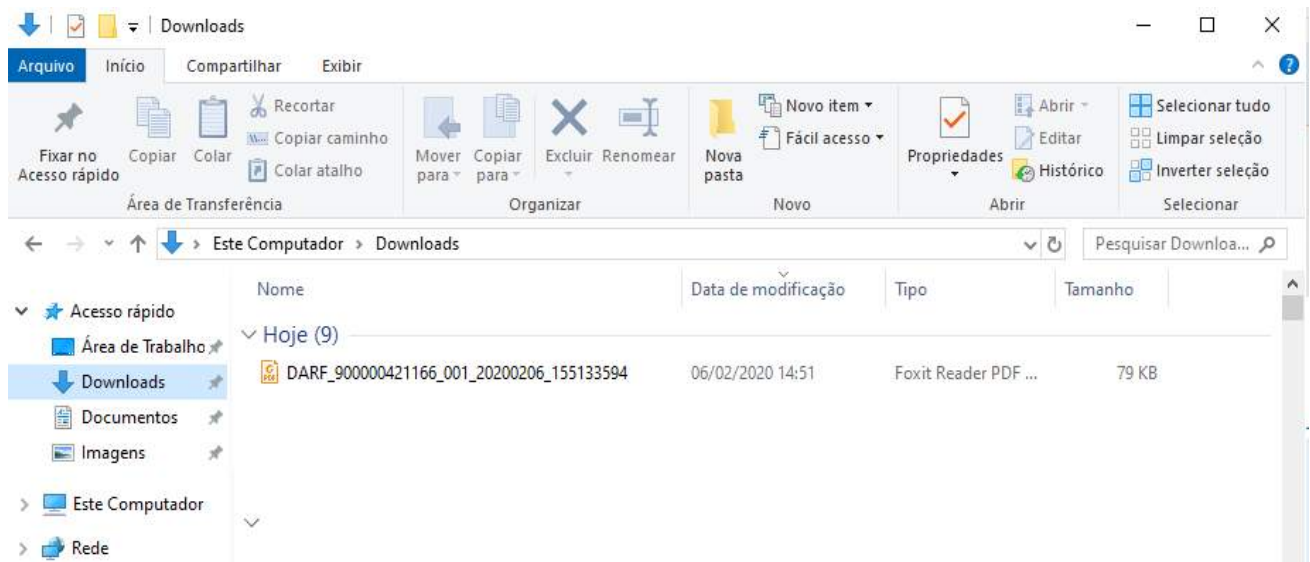 Downloads
Arquivo Início Compartilhar Exibir
Fixar no Acesso rápido
Copiar
Colar
Recortar
Copiar caminho
Colar atalho
Área de Transferência
Mover para
Copiar para
Excluir
Renomear
Organizar
Nova pasta
Novo item
Fácil acesso
Novo
Propriedades
Abrir
Editar
Histórico
Abrir
Selecionar tudo
Limpar seleção
Inverter seleção
Selecionar
Este Computador > Downloads
Pesquisar Downloa...
Acesso rápido
Área de Trabalho
Downloads
Documentos
Imagens
Este Computador
Rede
Nome Data de modificação Tipo Tamanho
Hoje (9)
DARF_900000421166_001_20200206_155133594 06/02/2020 14:51 Foxit Reader PDF ... 79 KB